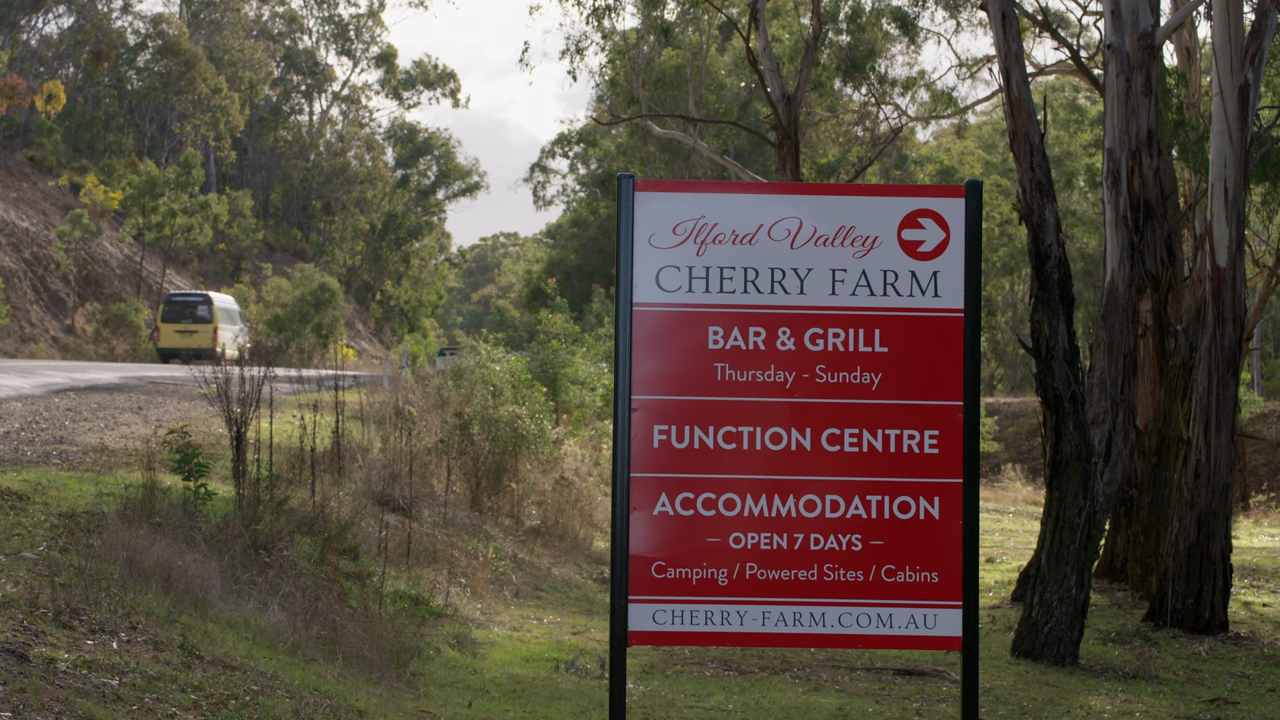 Ilford Valley
CHERRY FARM
BAR & GRILL
Thursday - Sunday
FUNCTION CENTRE
ACCOMMODATION
– OPEN 7 DAYS –
Camping / Powered Sites / Cabins
CHERRY-FARM.COM.AU